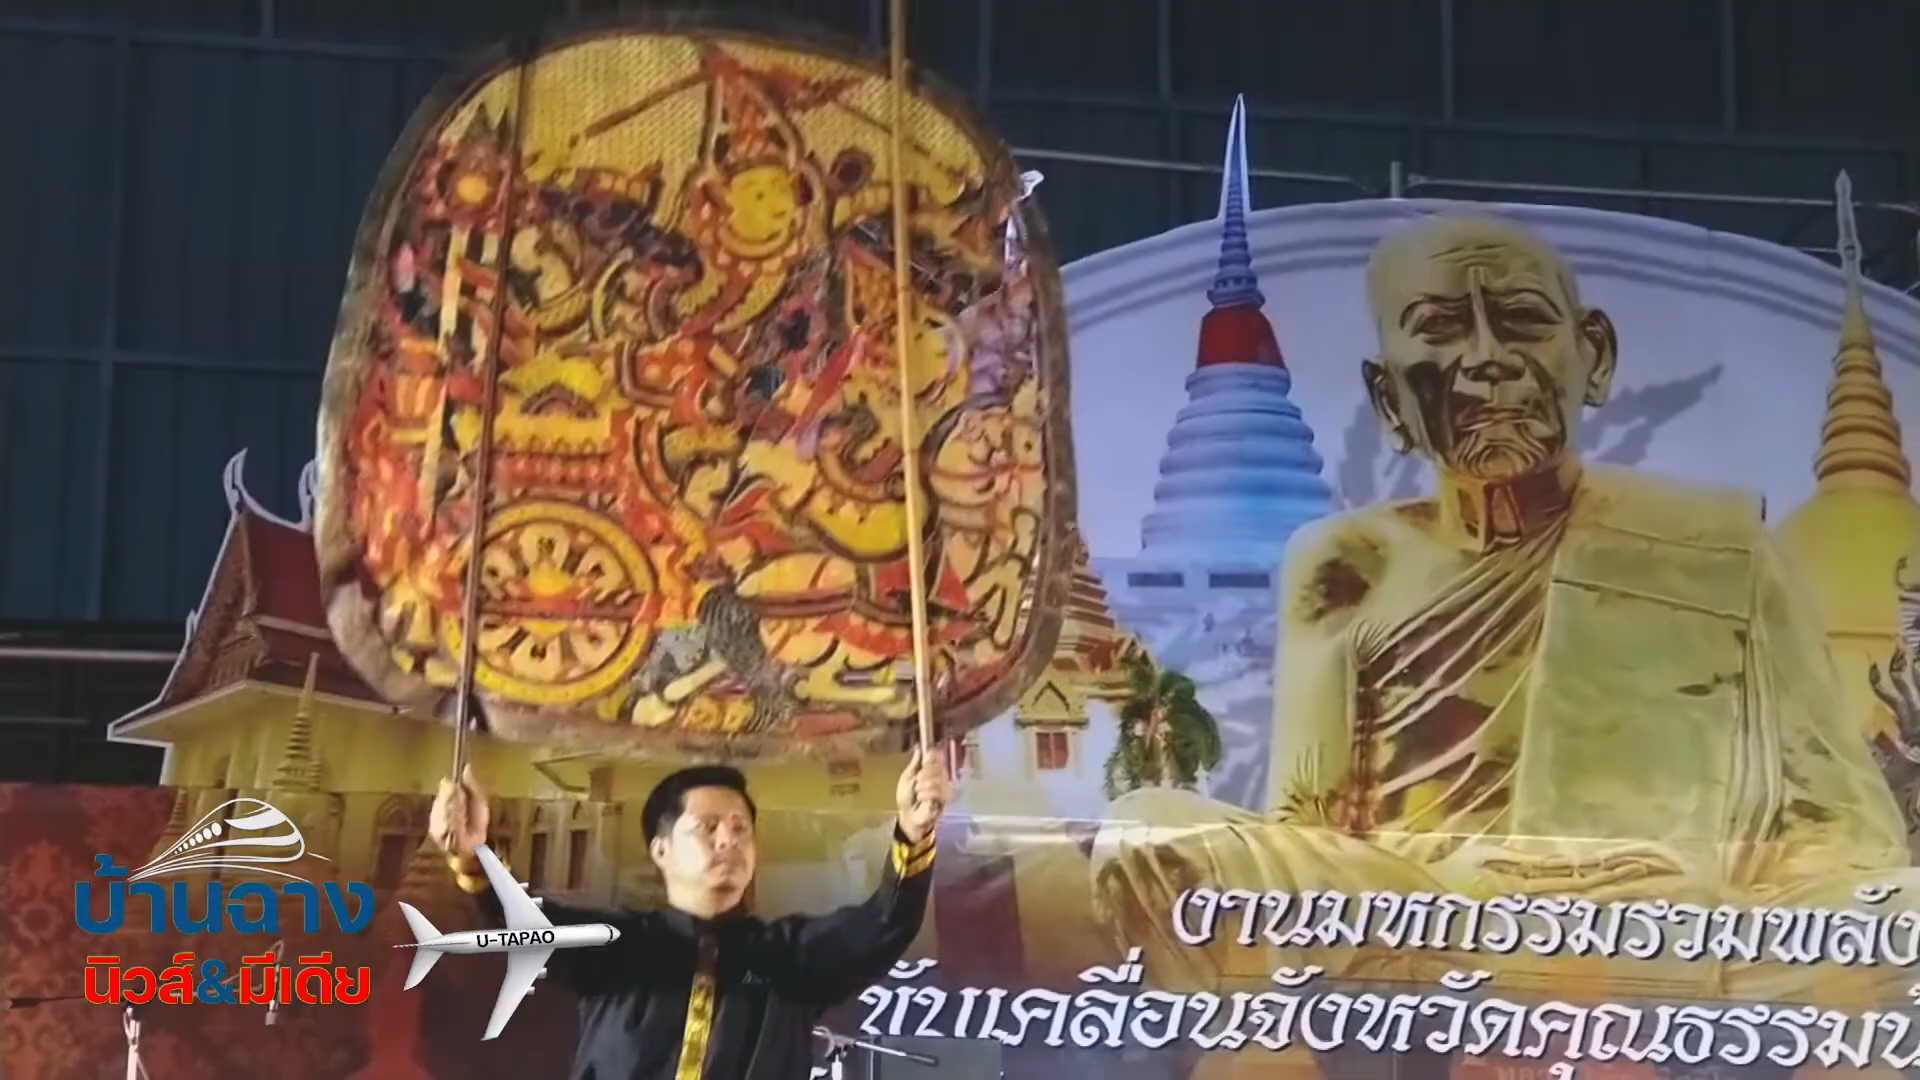 บ้านฉาง
นิวส์&มีเดีย
U-TAPAO
งานมหกรรมรวมพลัง
ขับเคลื่อนจังหวัดคุณธรรม